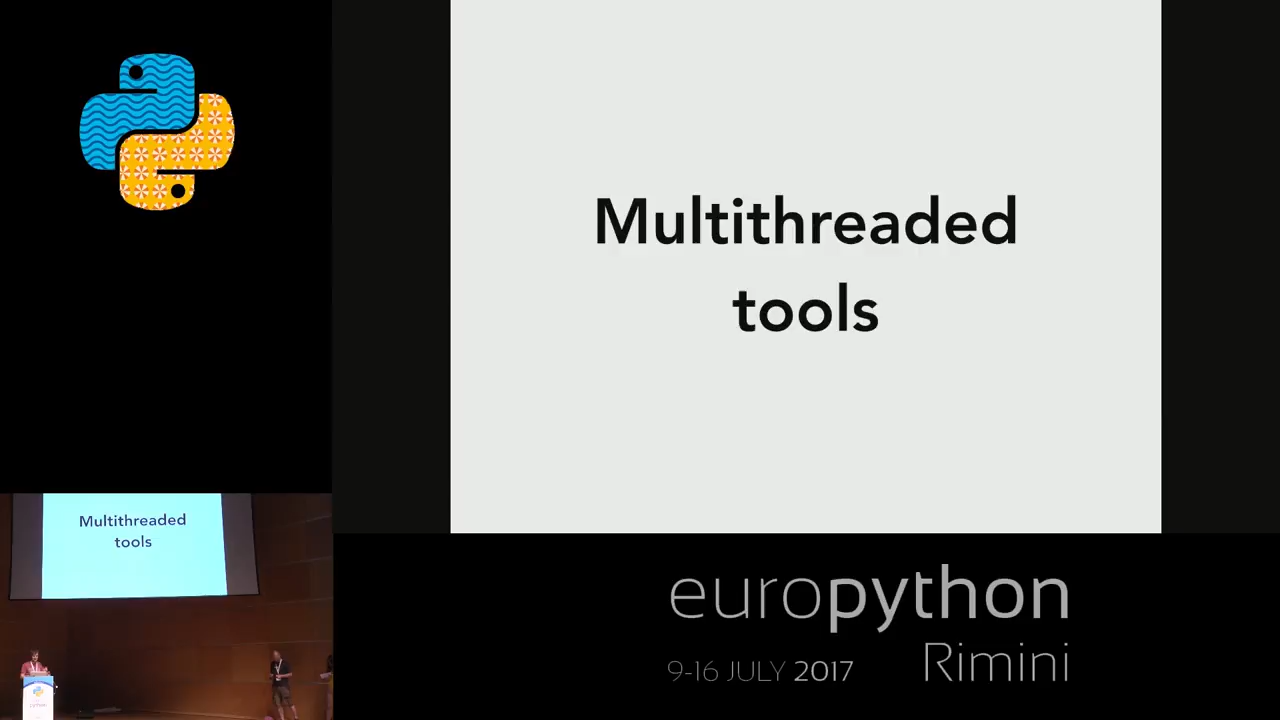 Multithreaded
tools
Multithreaded
tools
europython
9-16 JULY 2017
Rimini